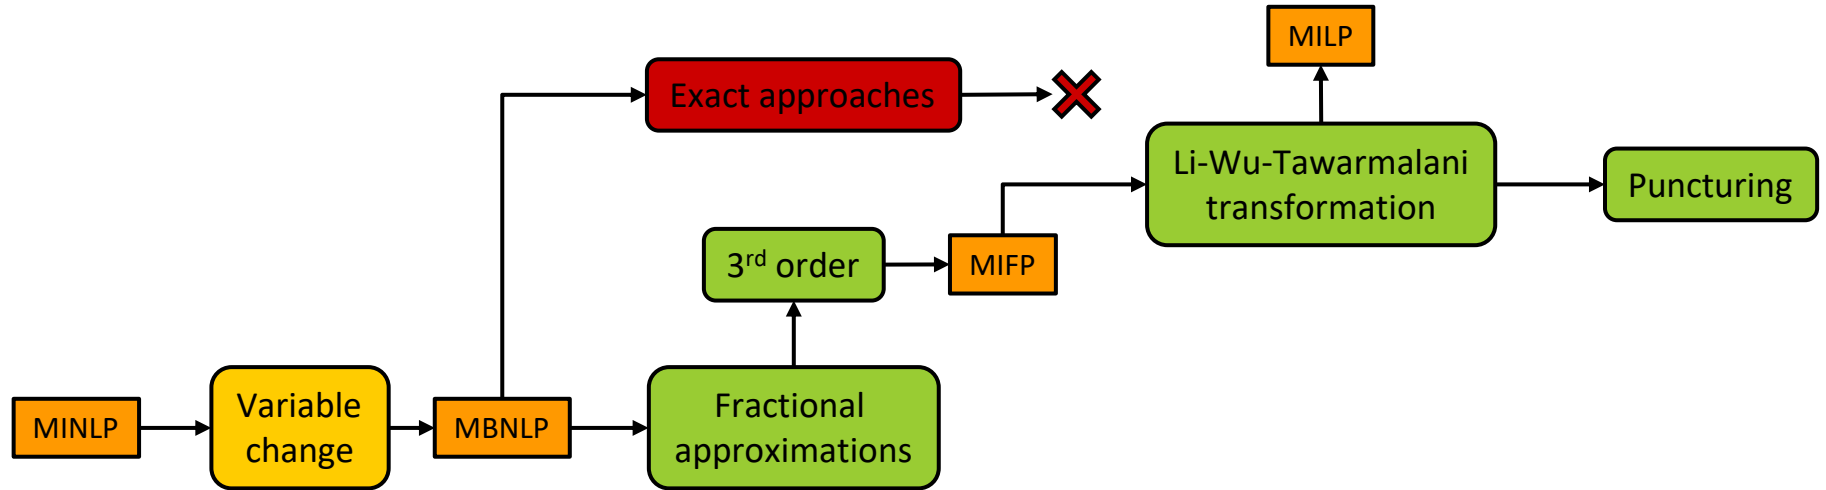 MILP
Exact approaches
Li-Wu-Tawarmalani
transformation
Puncturing
3rd order
MIFP
MINLP
Variable
change
MBNLP
Fractional
approximations